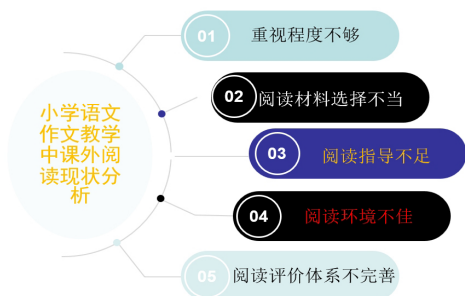 小学语文
作文教学
中课外阅
读现状分
析
01 重视程度不够
02 阅读材料选择不当
03 阅读指导不足
04 阅读环境不佳
05 阅读评价体系不完善